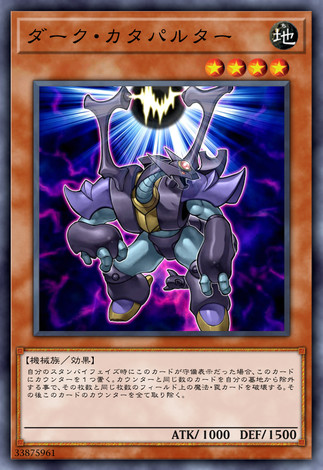 ダーク・カタパルター
地
【機械族／効果】
自分のスタンバイフェイズ時にこのカードが守備表示だった場合、このカード
にカウンターを１つ置く。カウンターと同じ数のカードを自分の墓地から除外
する事で、その枚数と同じ枚数のフィールド上の魔法・罠カードを破壊する。そ
の後このカードのカウンターを全て取り除く。
ATK/ 1000 DEF/1500
33875961